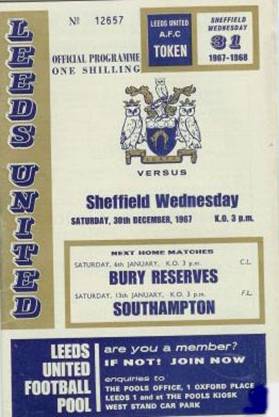 LEEDS UNITED
Nº 12657
OFFICIAL PROGRAMME
ONE SHILLING
LEEDS UNITED
A.F.C
TOKEN
SHEFFIELD
WEDNESDAY
31
1967-1968
VERSUS
Sheffield Wednesday
SATURDAY, 30th DECEMBER, 1967 K.O. 3 p.m.
NEXT HOME MATCHES
SATURDAY, 6th JANUARY, K.O. 3 p.m. C.L.
BURY RESERVES
SATURDAY, 13th JANUARY, K.O. 3 p.m. F.L.
SOUTHAMPTON
LEEDS
UNITED
FOOTBALL
POOL
are you a member?
IF NOT! JOIN NOW
enquiries to
THE POOLS OFFICE, 1 OXFORD PLACE
LEEDS 1 and at THE POOLS KIOSK
WEST STAND CAR PARK